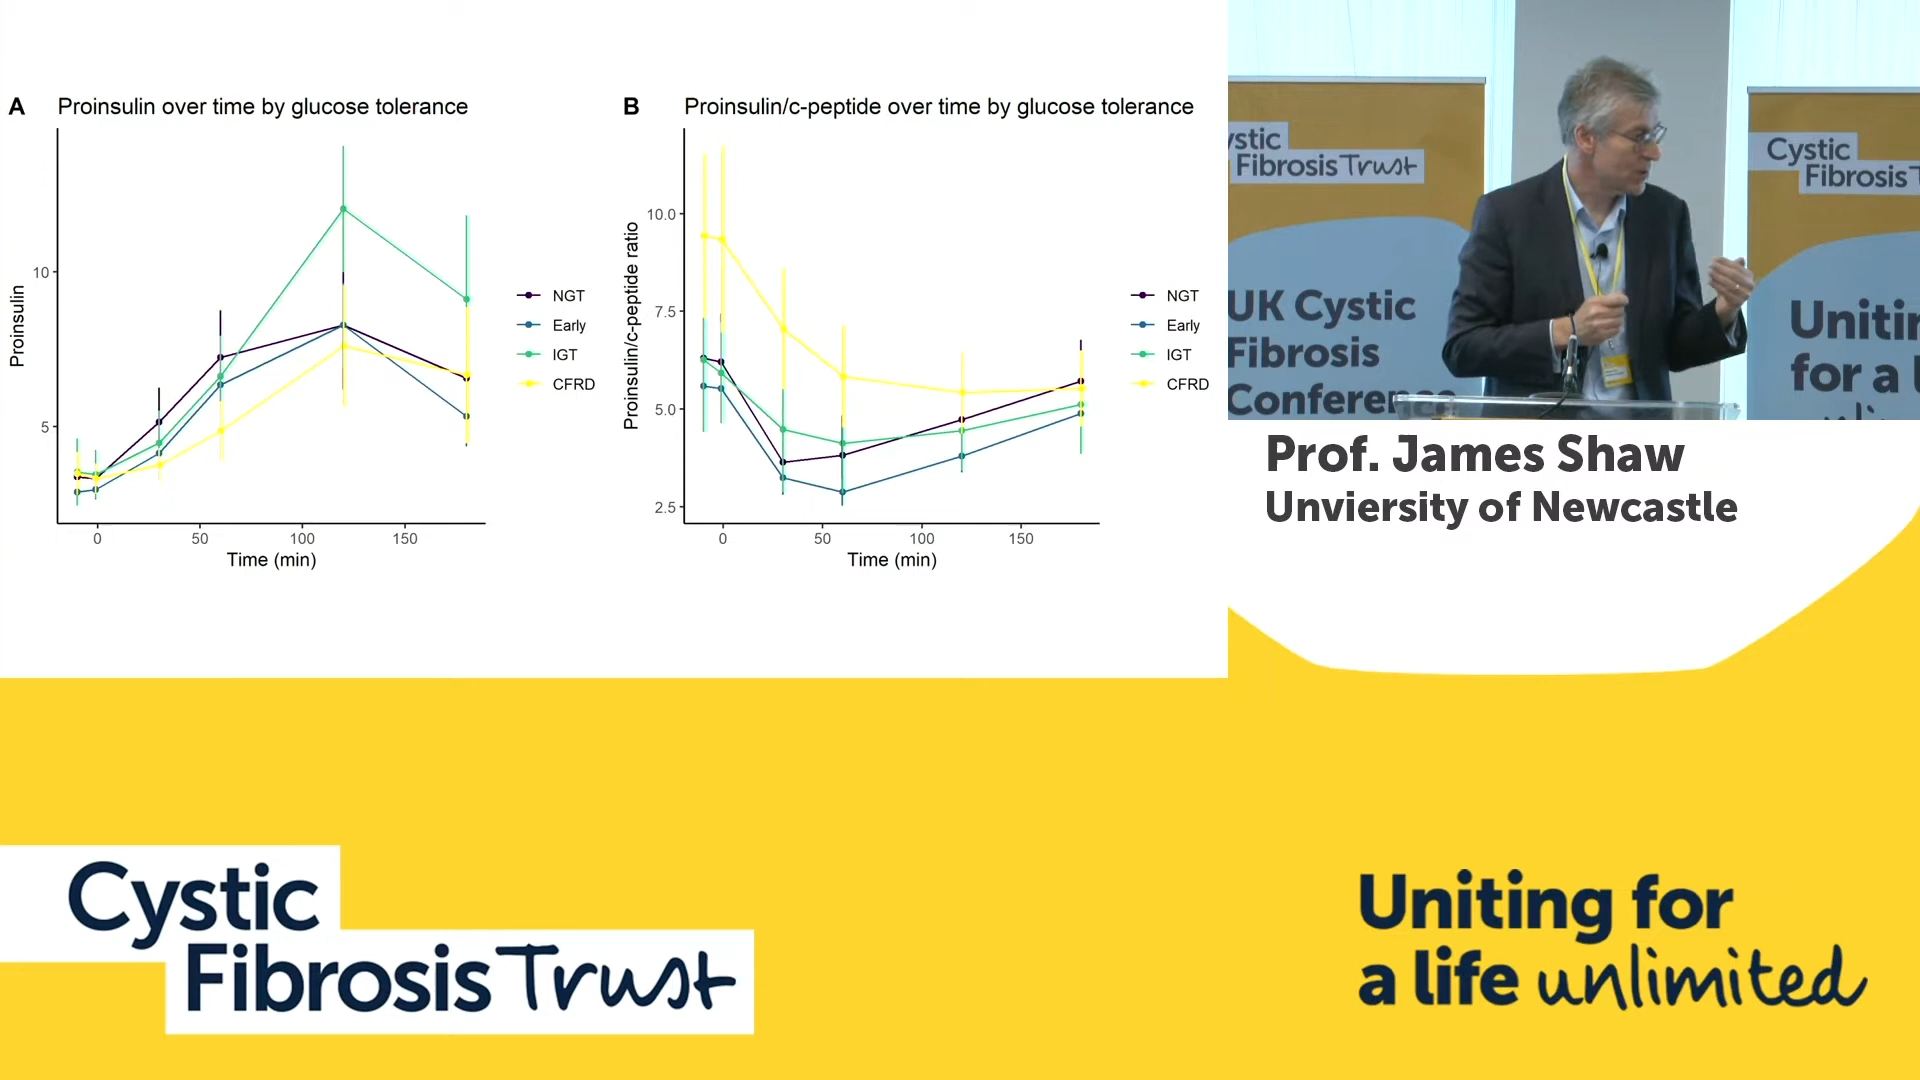 A
Proinsulin over time by glucose tolerance
Proinsulin
10
5
0
50
100
150
Time (min)
NGT
Early
IGT
CFRD
B
Proinsulin/c-peptide over time by glucose tolerance
Proinsulin/c-peptide ratio
10.0
7.5
5.0
2.5
0
50
100
150
Time (min)
NGT
Early
IGT
CFRD
Fibrosis Trust
UK Cystic
Fibrosis
Cystic
Fibrosis
for a
Prof. James Shaw
Unviersity of Newcastle
Cystic
Fibrosis Trust
Uniting for
a life unlimited